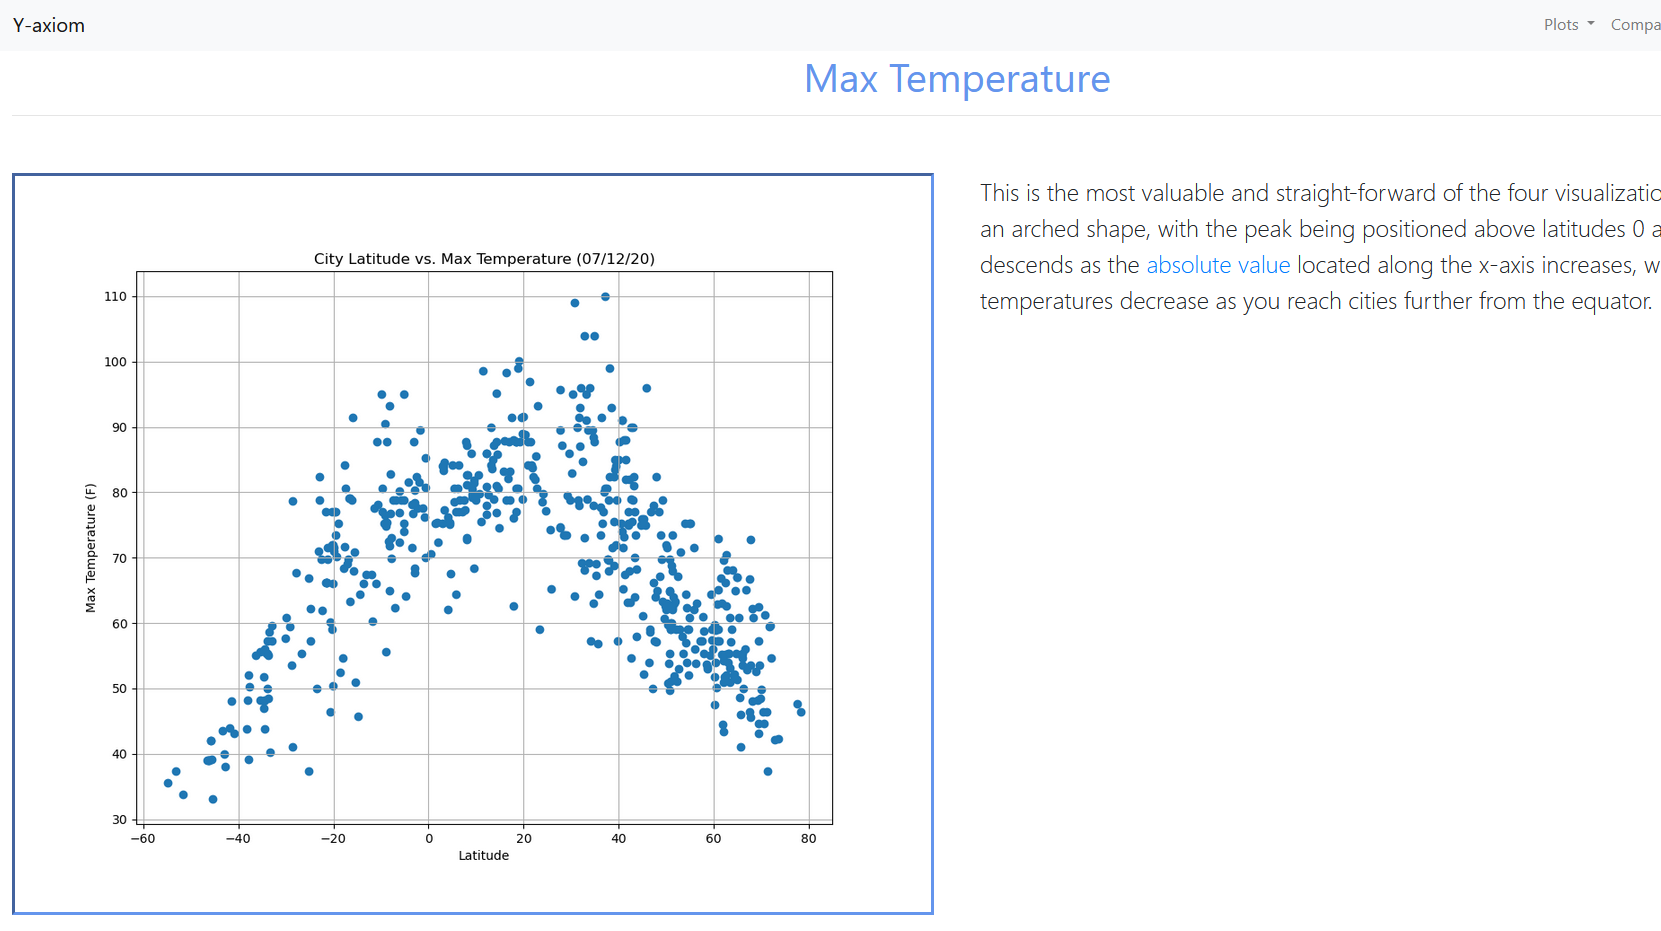 Y-axiom
Plots
Max Temperature
This is the most valuable and straight-forward of the four
an arched shape, with the peak being positioned above latitudes 0
descends as the absolute value located along the x-axis increases,
temperatures decrease as you reach cities further from the equator.
City Latitude vs. Max Temperature (07/12/20)
110
100
90
80
70
60
50
40
30
Max Temperature (F)
−60 −40 −20 0 20 40 60 80
Latitude